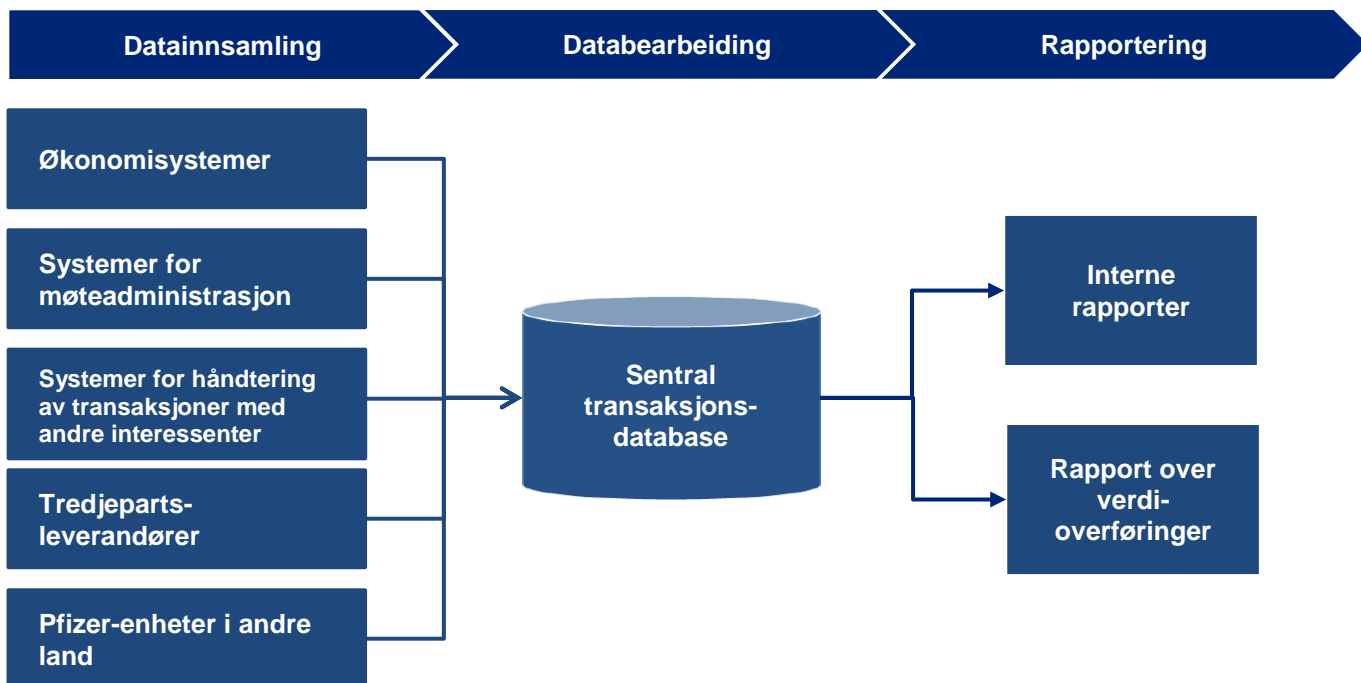 Datainnsamling
Databearbeiding
Rapportering
Økonomisystemer
Systemer for
møteadministrasjon
Systemer for håndtering
av transaksjoner med
andre interessenter
Tredjeparts-
leverandører
Pfizer-enheter i andre
land
Sentral
transaksjons-
database
Interne
rapporter
Rapport over
verdi-
overføringer